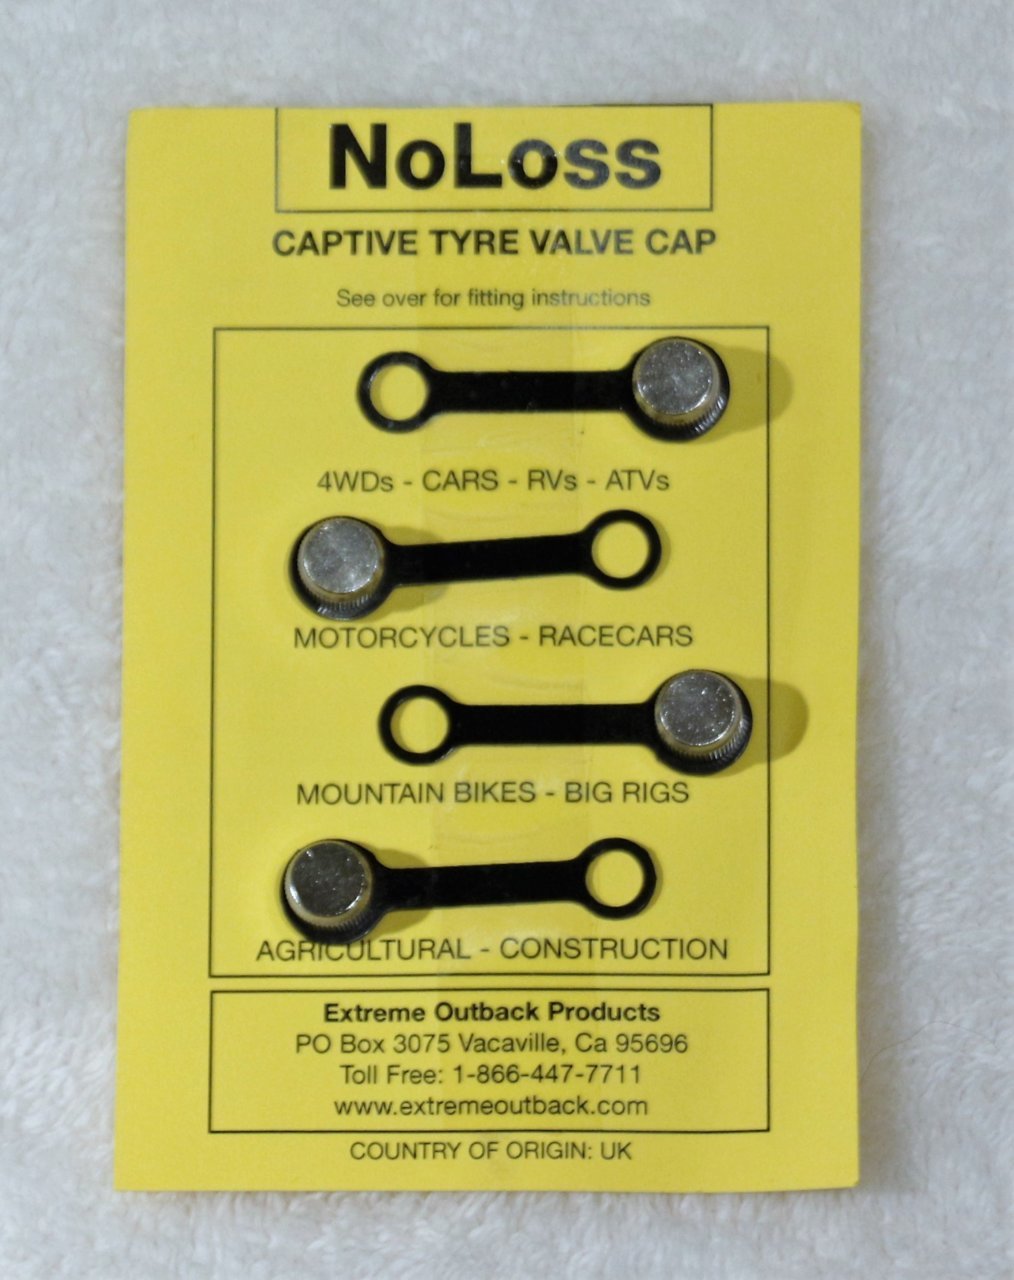 NoLoss
CAPTIVE TYRE VALVE CAP
See over for fitting instructions
4WDs - CARS - RVs - ATVs
MOTORCYCLES - RACECARS
MOUNTAIN BIKES - BIG RIGS
AGRICULTURAL - CONSTRUCTION
Extreme Outback Products
PO Box 3075 Vacaville, Ca 95696
Toll Free: 1-866-447-7711
www.extremeoutback.com
COUNTRY OF ORIGIN: UK